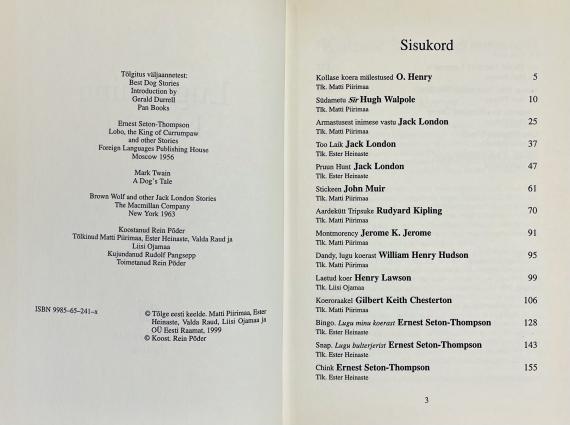 Tõlgitus väljaannetest:
Best Dog Stories
Introduction by
Gerald Durrell
Pan Books
Ernest Seton-Thompson
Lobo, the King of Currumpaw
and other Stories
Foreign Languages Publishing House
Moscow 1956
Mark Twain
A Dog's Tale
Brown Wolf and other Jack London Stories
The Macmillan Company
New York 1963
Koostanud Rein Põder
Tõlkinud Matti Piirimaa, Ester Heinaste, Valda Raud ja
Liisi Ojamaa
Kujundanud Rudolf Pangsepp
Toimetanud Rein Põder
ISBN 9985-65-241-x
© Tõlge eesti keelde. Matti Piirimaa, Ester
Heinaste, Valda Raud, Liisi Ojamaa ja
OÜ Eesti Raamat, 1999
© Koost. Rein Põder
Sisukord
Kollase koera mälestused O. Henry 5
Tlk. Matti Piirimaa
Südametu Sir Hugh Walpole 10
Tlk. Matti Piirimaa
Armastusest inimese vastu Jack London 25
Tlk. Matti Piirimaa
Too Laik Jack London 37
Tlk. Ester Heinaste
Pruun Hunt Jack London 47
Tlk. Ester Heinaste
Stickeen John Muir 61
Tlk. Matti Piirimaa
Aardekütt Tripsuke Rudyard Kipling 70
Tlk. Matti Piirimaa
Montmorency Jerome K. Jerome 91
Tlk. Matti Piirimaa
Dandy, lugu koerast William Henry Hudson 95
Tlk. Matti Piirimaa
Laetud koer Henry Lawson 99
Tlk. Liisi Ojamaa
Koeroraakel Gilbert Keith Chesterton 106
Tlk. Matti Piirimaa
Bingo. Lugu minu koerast Ernest Seton-Thompson 128
Tlk. Ester Heinaste
Snap. Lugu bulterjerist Ernest Seton-Thompson 143
Tlk. Ester Heinaste
Chink Ernest Seton-Thompson 155
Tlk. Ester Heinaste
3